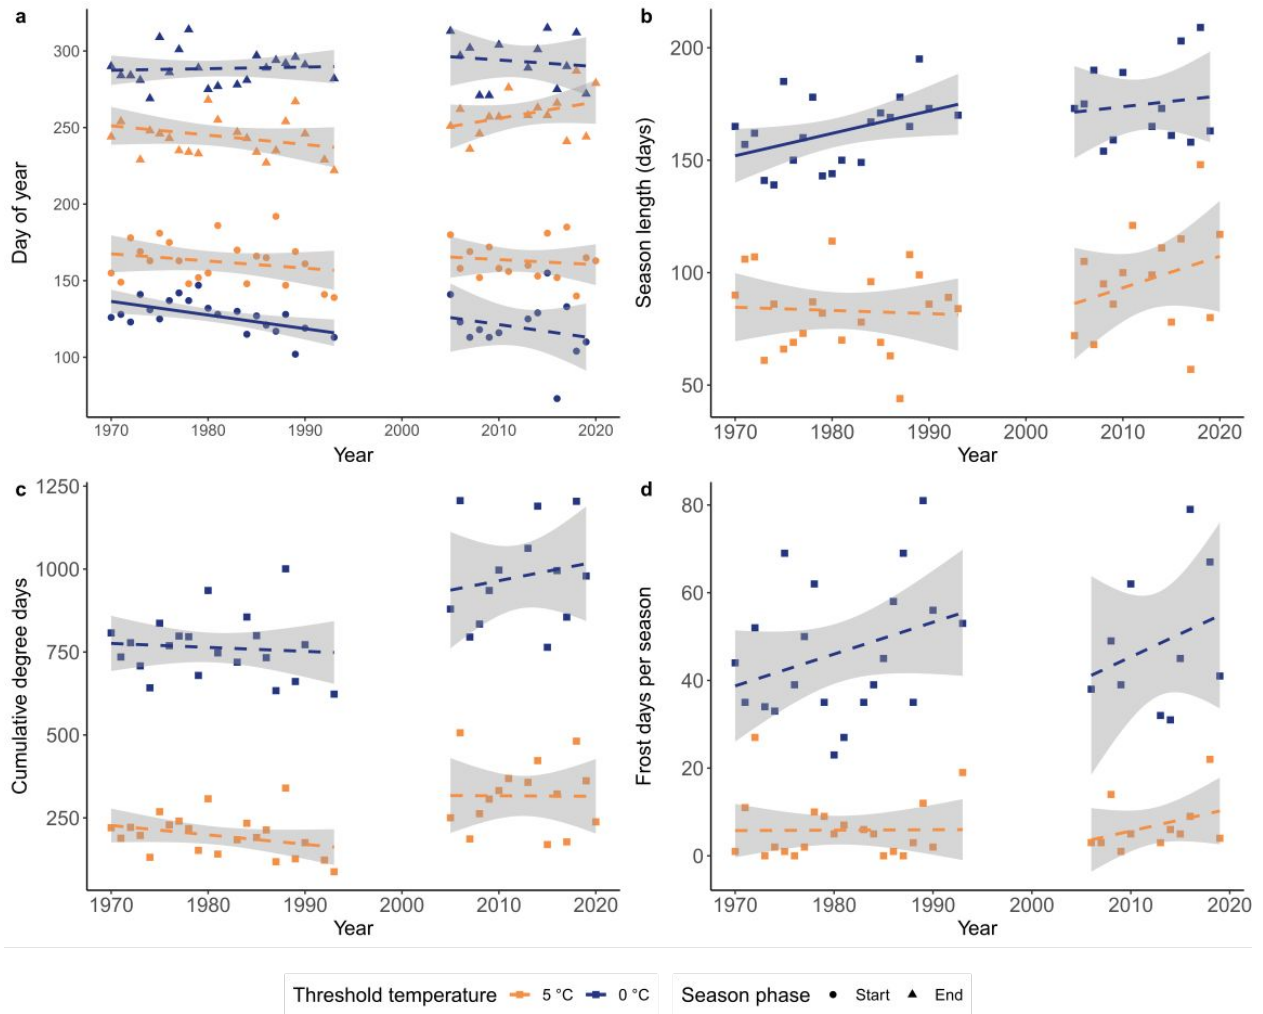 a
Day of year
300
250
200
150
100
1970 1980 1990 2000 2010 2020
Year
b
Season length (days)
200
150
100
50
1970 1980 1990 2000 2010 2020
Year
c
Cumulative degree days
1250
1000
750
500
250
1970 1980 1990 2000 2010 2020
Year
d
Frost days per season
80
60
40
20
0
1970 1980 1990 2000 2010 2020
Year
Threshold temperature 5 °C 0 °C
Season phase Start End